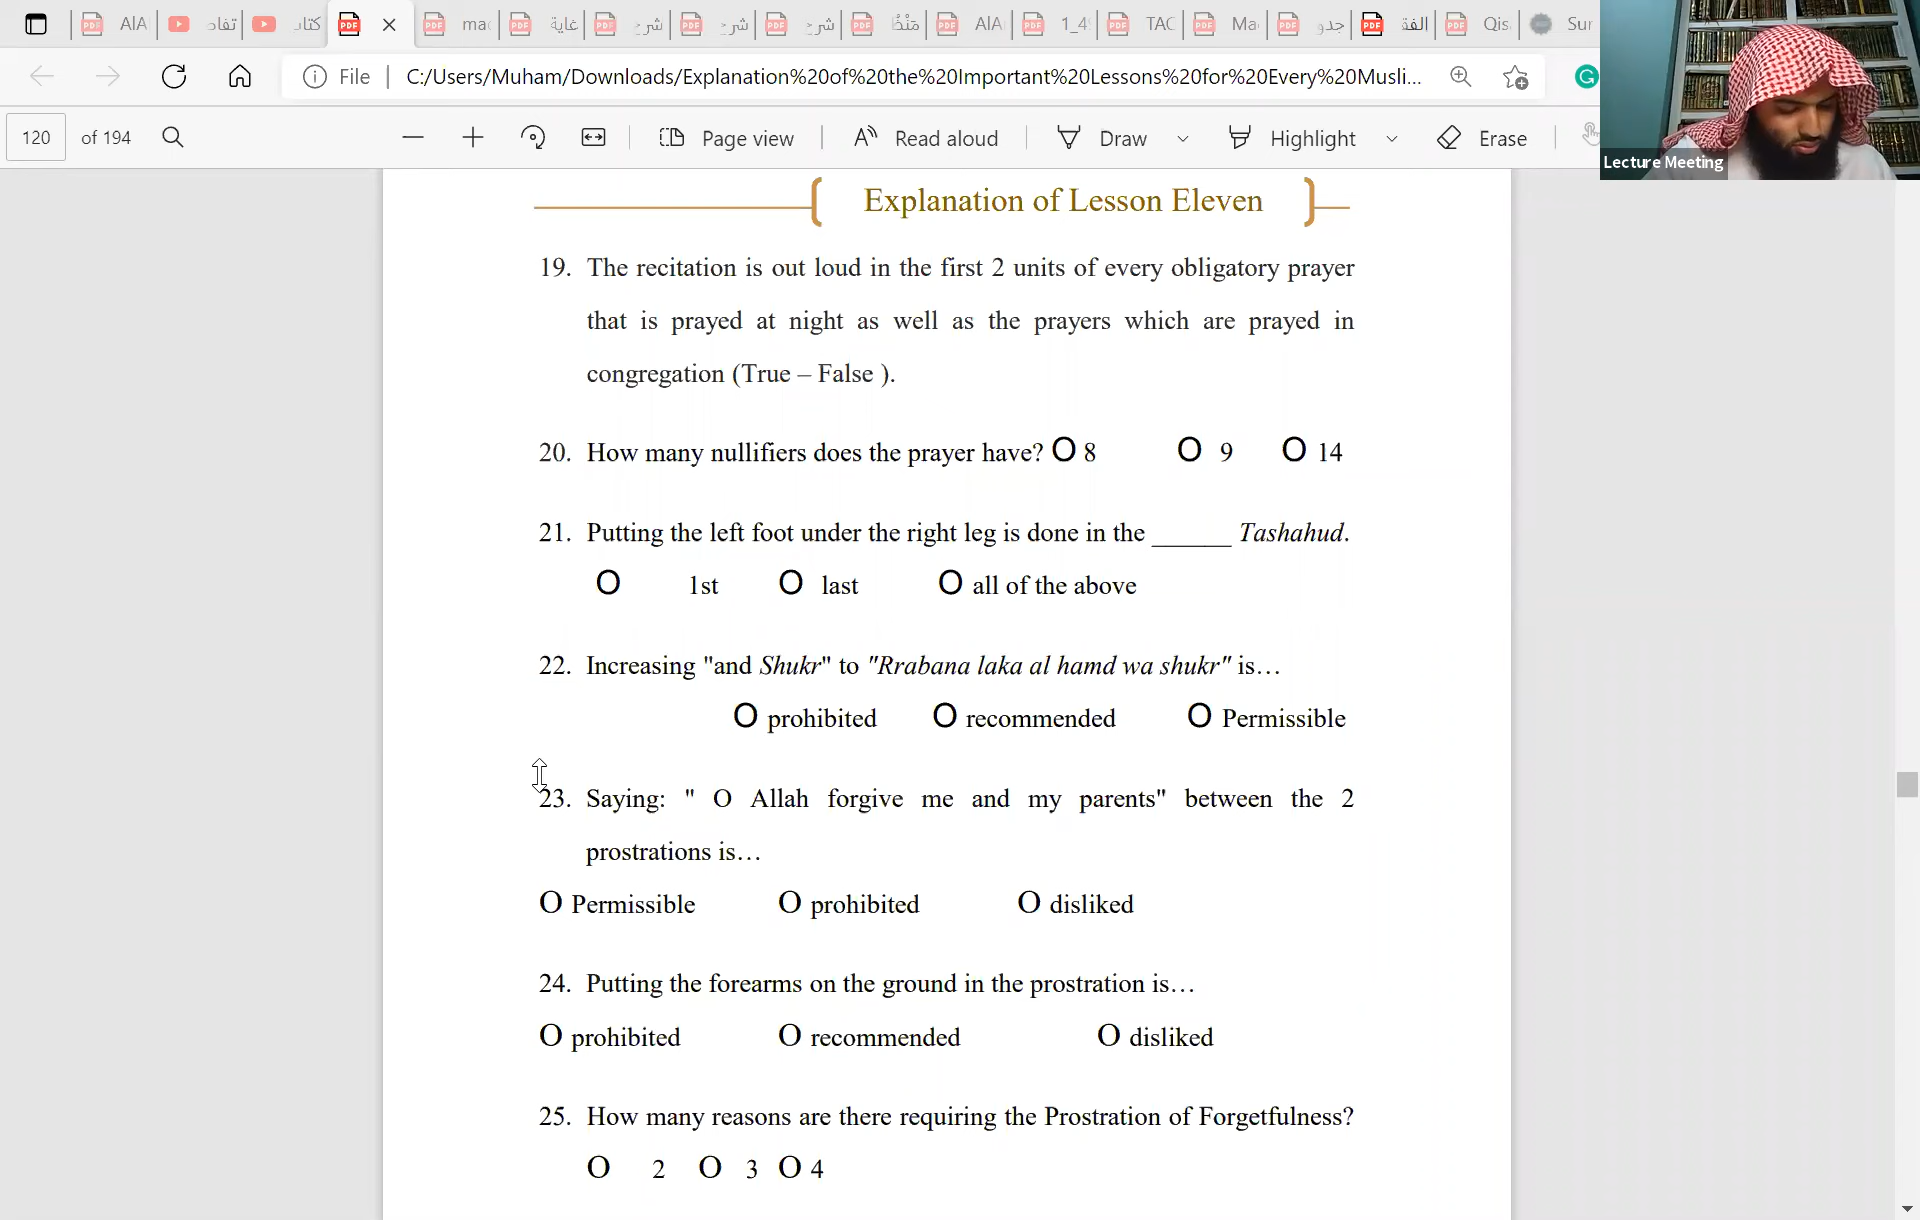 AlA تفاد كتاد mac غاية شرح شرح شرح مَنْظُ AlA 1_4 TAC Ma جدو الفة Qis Sur
File C:/Users/Muham/Downloads/Explanation%20of%20the%20Important%20Lessons%20for%20Every%20Musli...
120 of 194 Page view Read aloud Draw Highlight Erase
Lecture Meeting
Explanation of Lesson Eleven
19. The recitation is out loud in the first 2 units of every obligatory prayer
that is prayed at night as well as the prayers which are prayed in
congregation (True – False ).
20. How many nullifiers does the prayer have? O 8 O 9 O 14
21. Putting the left foot under the right leg is done in the ______ Tashahud.
O 1st O last O all of the above
22. Increasing "and Shukr" to "Rrabana laka al hamd wa shukr" is…
O prohibited O recommended O Permissible
23. Saying: " O Allah forgive me and my parents" between the 2
prostrations is…
O Permissible O prohibited O disliked
24. Putting the forearms on the ground in the prostration is…
O prohibited O recommended O disliked
25. How many reasons are there requiring the Prostration of Forgetfulness?
O 2 O 3 O 4